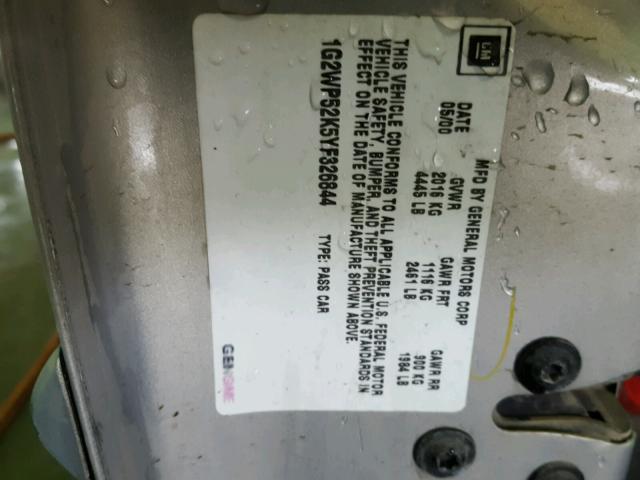 GM
MFD BY GENERAL MOTORS CORP
DATE GVWR GAWR FRT GAWR RR
05/00 2016 KG 1116 KG 900 KG
4445 LB 2461 LB 1984 LB
THIS VEHICLE CONFORMS TO ALL APPLICABLE U.S. FEDERAL MOTOR
VEHICLE SAFETY, BUMPER, AND THEFT PREVENTION STANDARDS IN
EFFECT ON THE DATE OF MANUFACTURE SHOWN ABOVE.
1G2WP52K5YF326844 TYPE: PASS CAR